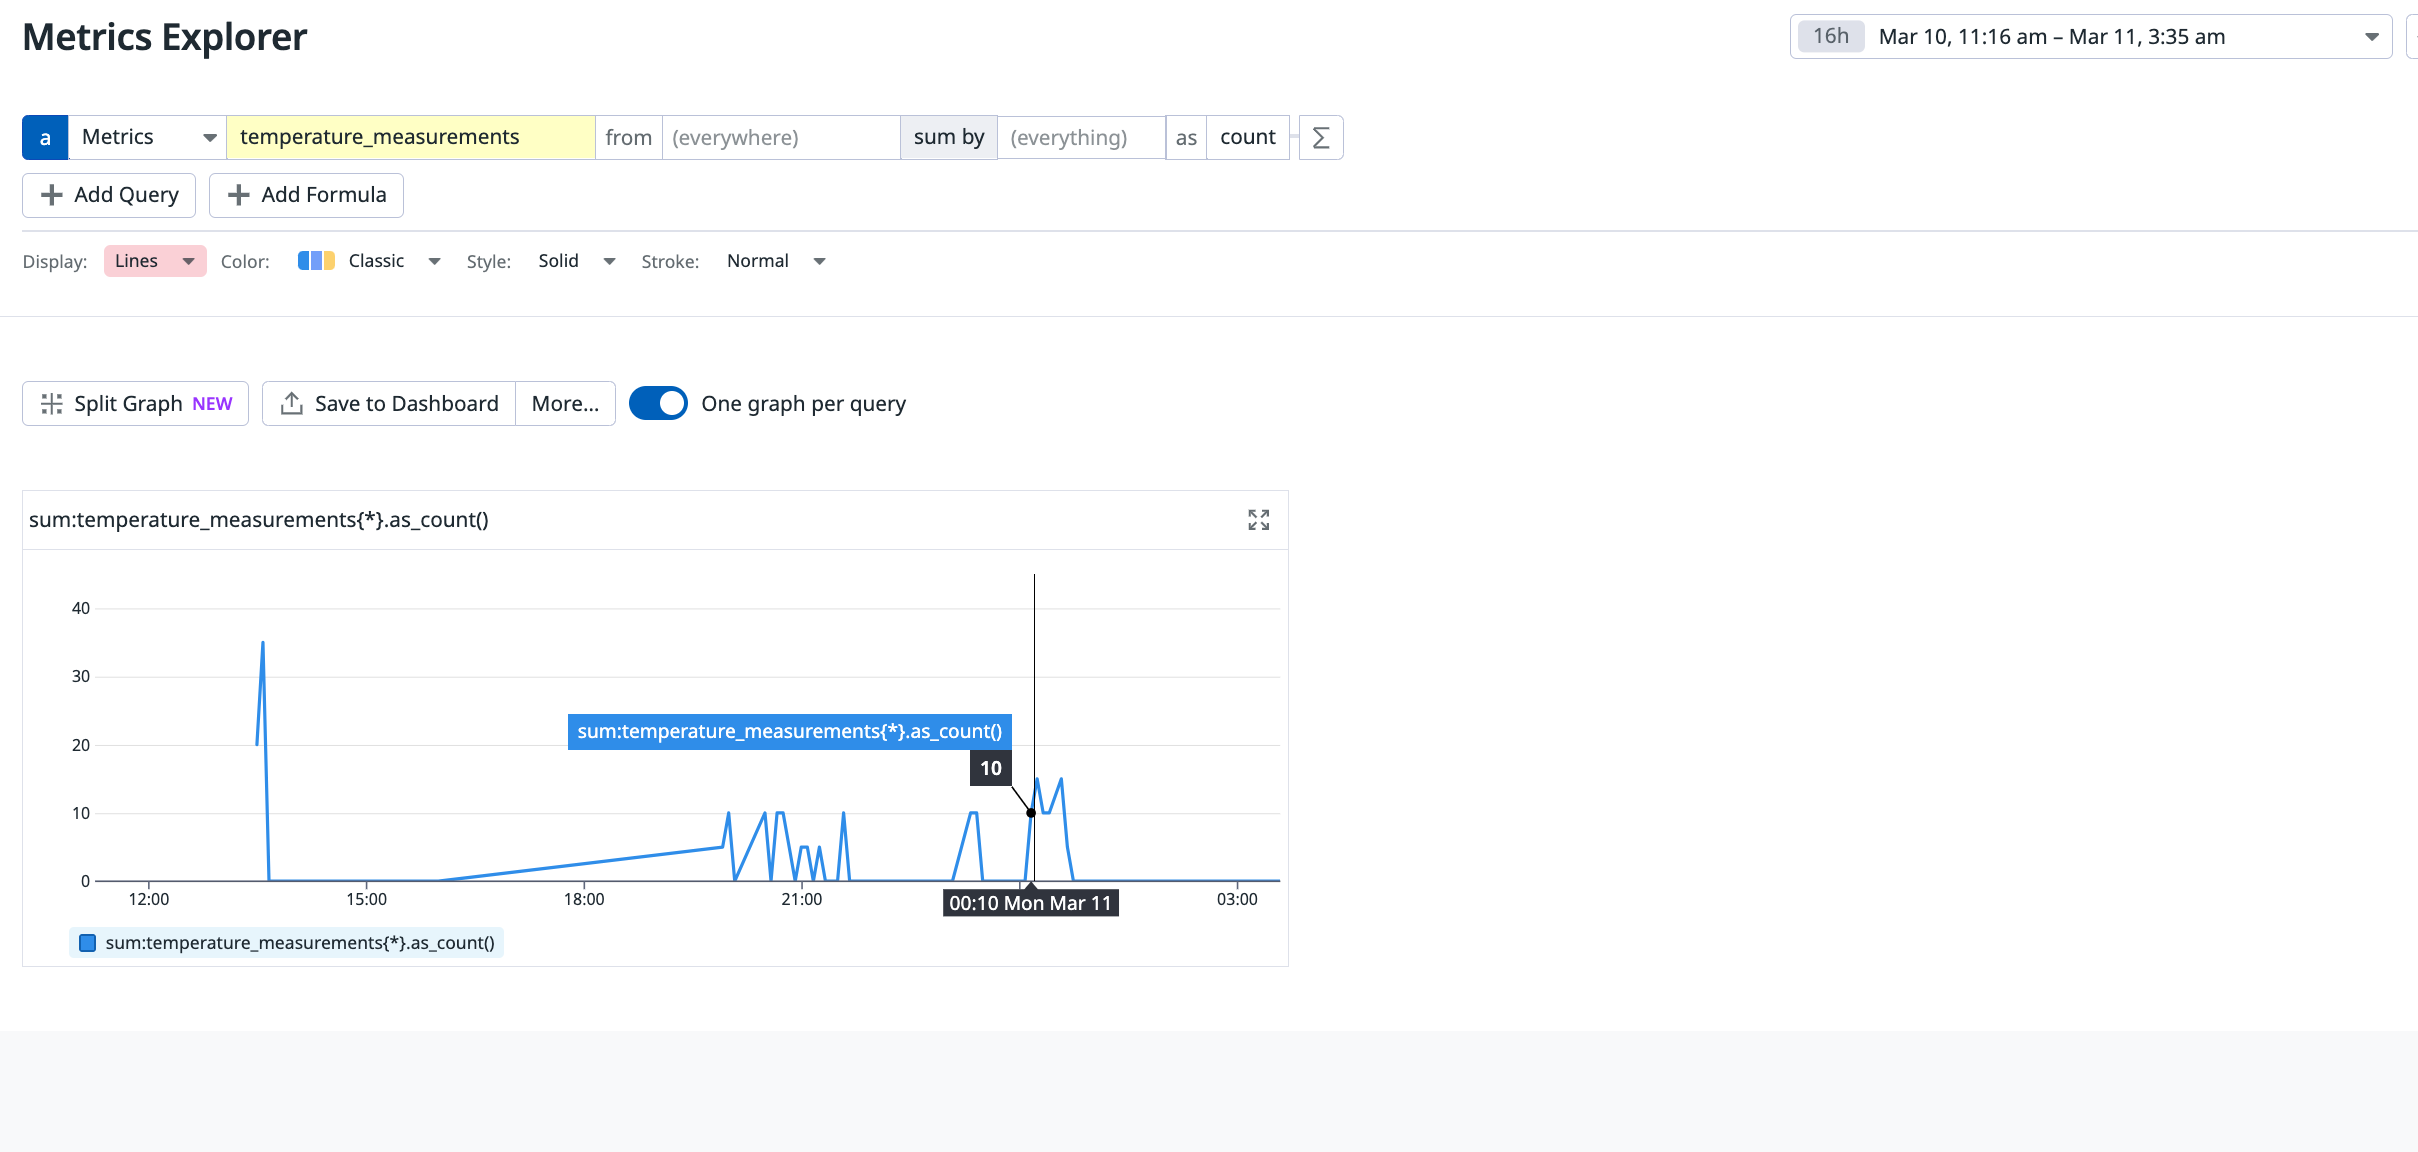 Metrics Explorer
16h Mar 10, 11:16 am – Mar 11, 3:35 am
a Metrics temperature_measurements from (everywhere) sum by (everything) as count Σ
+ Add Query + Add Formula
Display: Lines Color: Classic Style: Solid Stroke: Normal
Split Graph NEW Save to Dashboard More... One graph per query
sum:temperature_measurements{*}.as_count()
40
30
20
sum:temperature_measurements{*}.as_count()
10
10
0
12:00 15:00 18:00 21:00 00:10 Mon Mar 11 03:00
sum:temperature_measurements{*}.as_count()